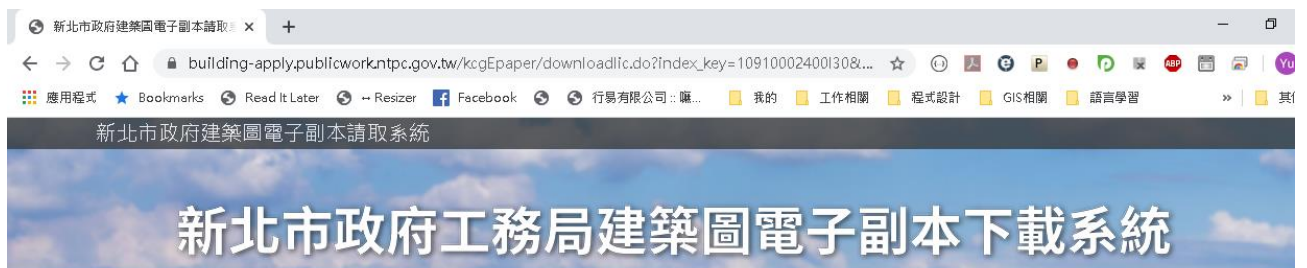 新北市政府建築圖電子副本請取
building-apply.publicwork.ntpc.gov.tw/kcgEpaper/downloadlic.do?index_key=10910002400I30&...
應用程式 Bookmarks Read It Later ↔ Resizer Facebook 行易有限公司 :: 嘸... 我的 工作相關 程式設計 GIS相關 語言學習 » 其
新北市政府建築圖電子副本請取系統
新北市政府工務局建築圖電子副本下載系統